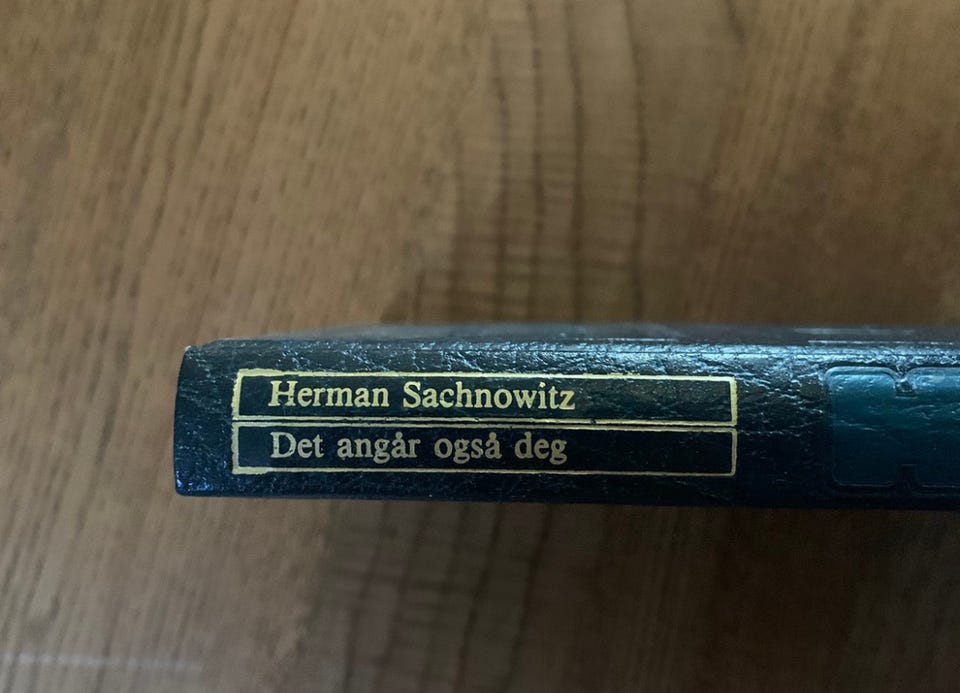 Herman Sachnowitz
Det angår også deg